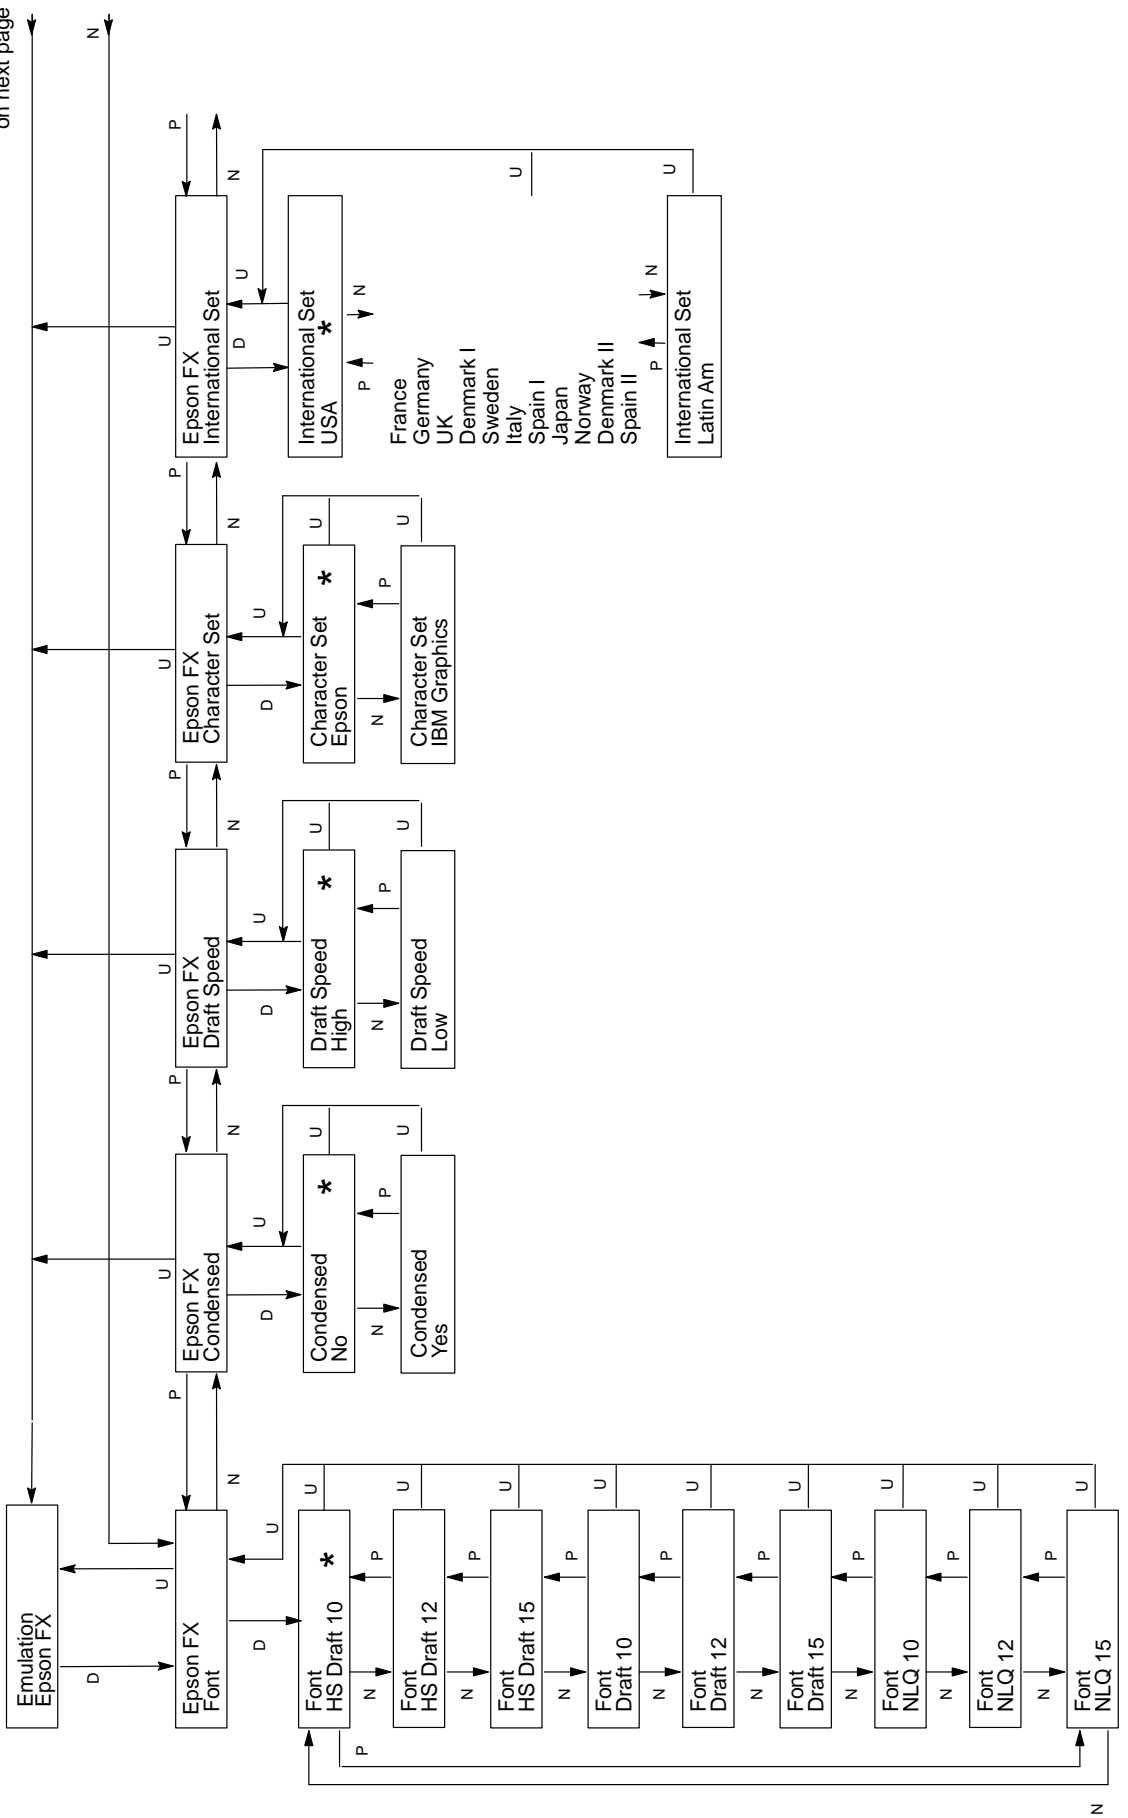 on next page
N
Emulation
Epson FX
D
U
Epson FX
Font
P
N
U
Epson FX
Condensed
P
N
U
Epson FX
Draft Speed
P
N
U
Epson FX
Character Set
P
N
U
Epson FX
International Set
P
N
D
U
Font
HS Draft 10 *
U
N
P
Font
HS Draft 12
U
N
P
Font
HS Draft 15
U
N
P
Font
Draft 10
U
N
P
Font
Draft 12
U
N
P
Font
Draft 15
U
N
P
Font
NLQ 10
U
N
P
Font
NLQ 12
U
N
P
Font
NLQ 15
U
P
N
D
U
Condensed
No *
U
N
P
Condensed
Yes
U
D
U
Draft Speed
High *
U
N
P
Draft Speed
Low
U
D
U
Character Set
Epson *
U
N
P
Character Set
IBM Graphics
U
D
U
International Set
USA *
P
N
France
Germany
UK
Denmark I
Sweden
Italy
Spain I
Japan
Norway
Denmark II
Spain II
U
P
N
International Set
Latin Am
U